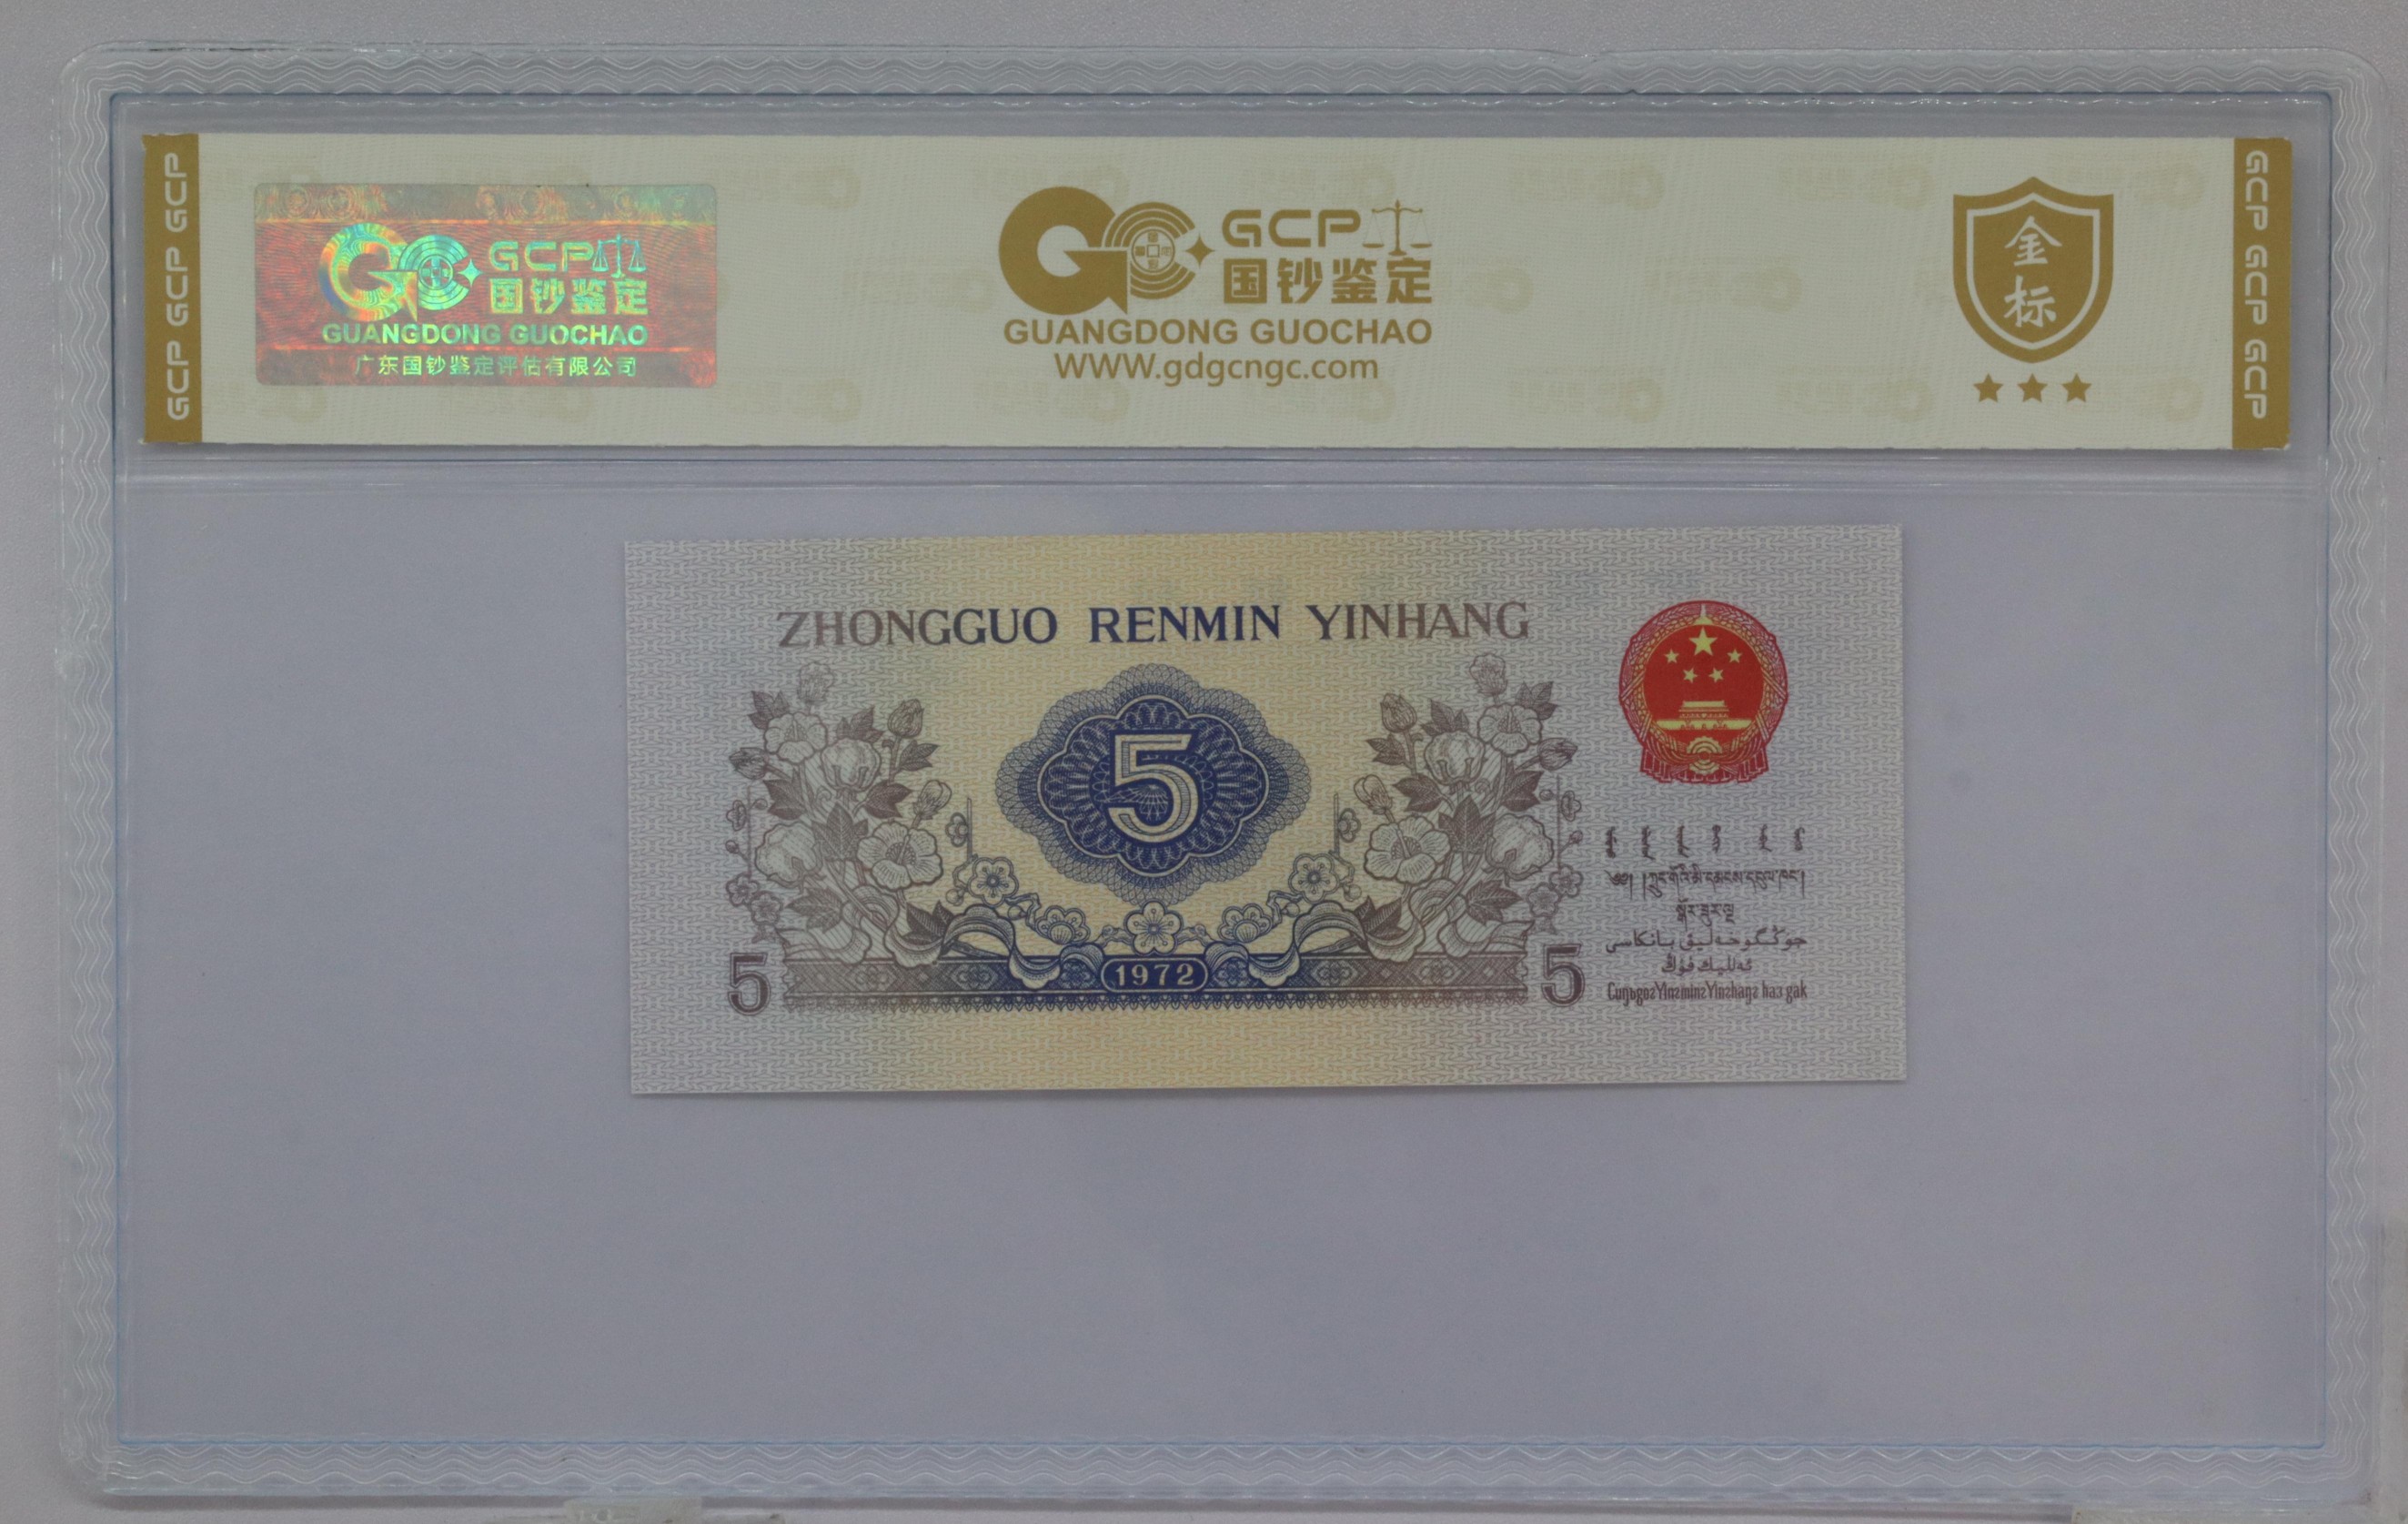 GCP GCP GCP
GCP
国钞鉴定
GUANGDONG GUOCHAO
广东国钞鉴定评估有限公司
GCP
国钞鉴定
GUANGDONG GUOCHAO
WWW.gdgcngc.com
金标
GCP GCP GCP
ZHONGGUO RENMIN YINHANG
5
1972
5
5
جۇڭگوخەلىق بانكاسى